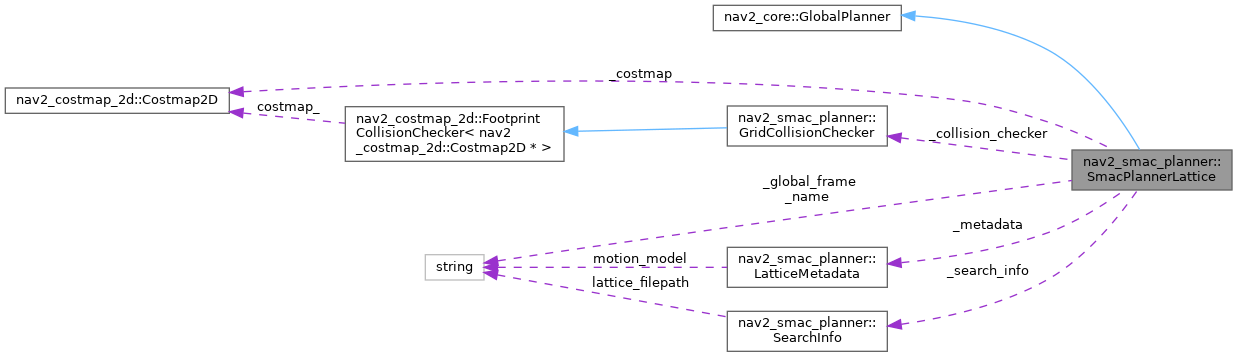 nav2_core::GlobalPlanner
_costmap
nav2_costmap_2d::Costmap2D
costmap_
nav2_costmap_2d::Footprint
CollisionChecker< nav2
_costmap_2d::Costmap2D * >
nav2_smac_planner::
GridCollisionChecker
_collision_checker
nav2_smac_planner::
SmacPlannerLattice
_global_frame
_name
_metadata
string
motion_model
nav2_smac_planner::
LatticeMetadata
_search_info
lattice_filepath
nav2_smac_planner::
SearchInfo